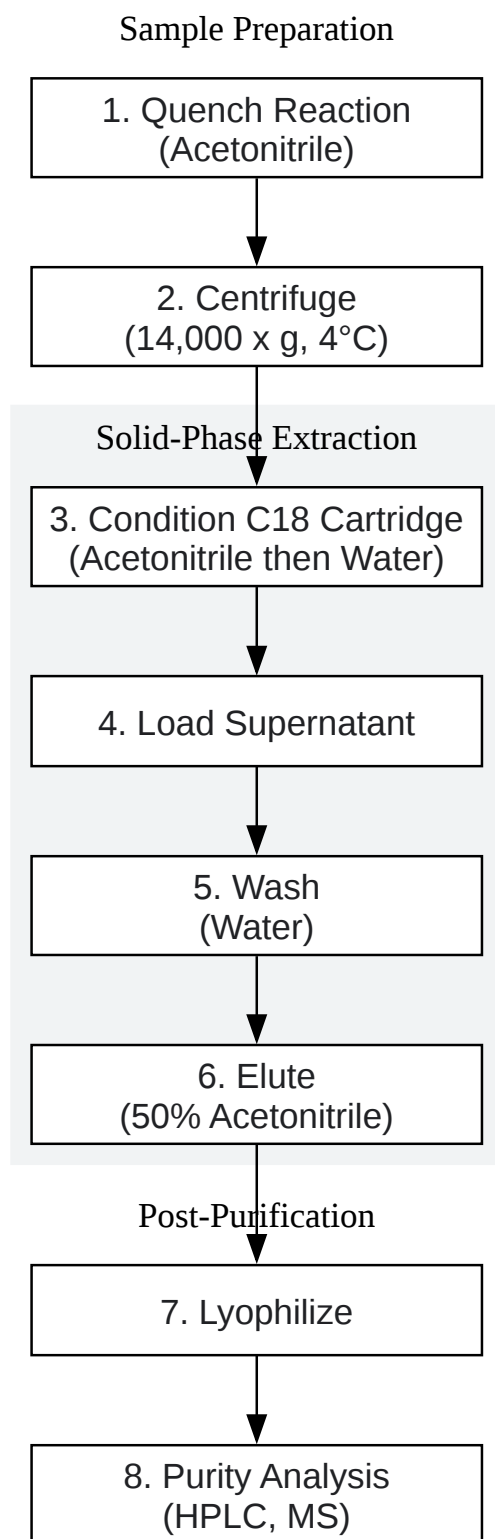 Sample Preparation
1. Quench Reaction
(Acetonitrile)
2. Centrifuge
(14,000 x g, 4°C)
Solid-Phase Extraction
3. Condition C18 Cartridge
(Acetonitrile then Water)
4. Load Supernatant
5. Wash
(Water)
6. Elute
(50% Acetonitrile)
Post-Purification
7. Lyophilize
8. Purity Analysis
(HPLC, MS)